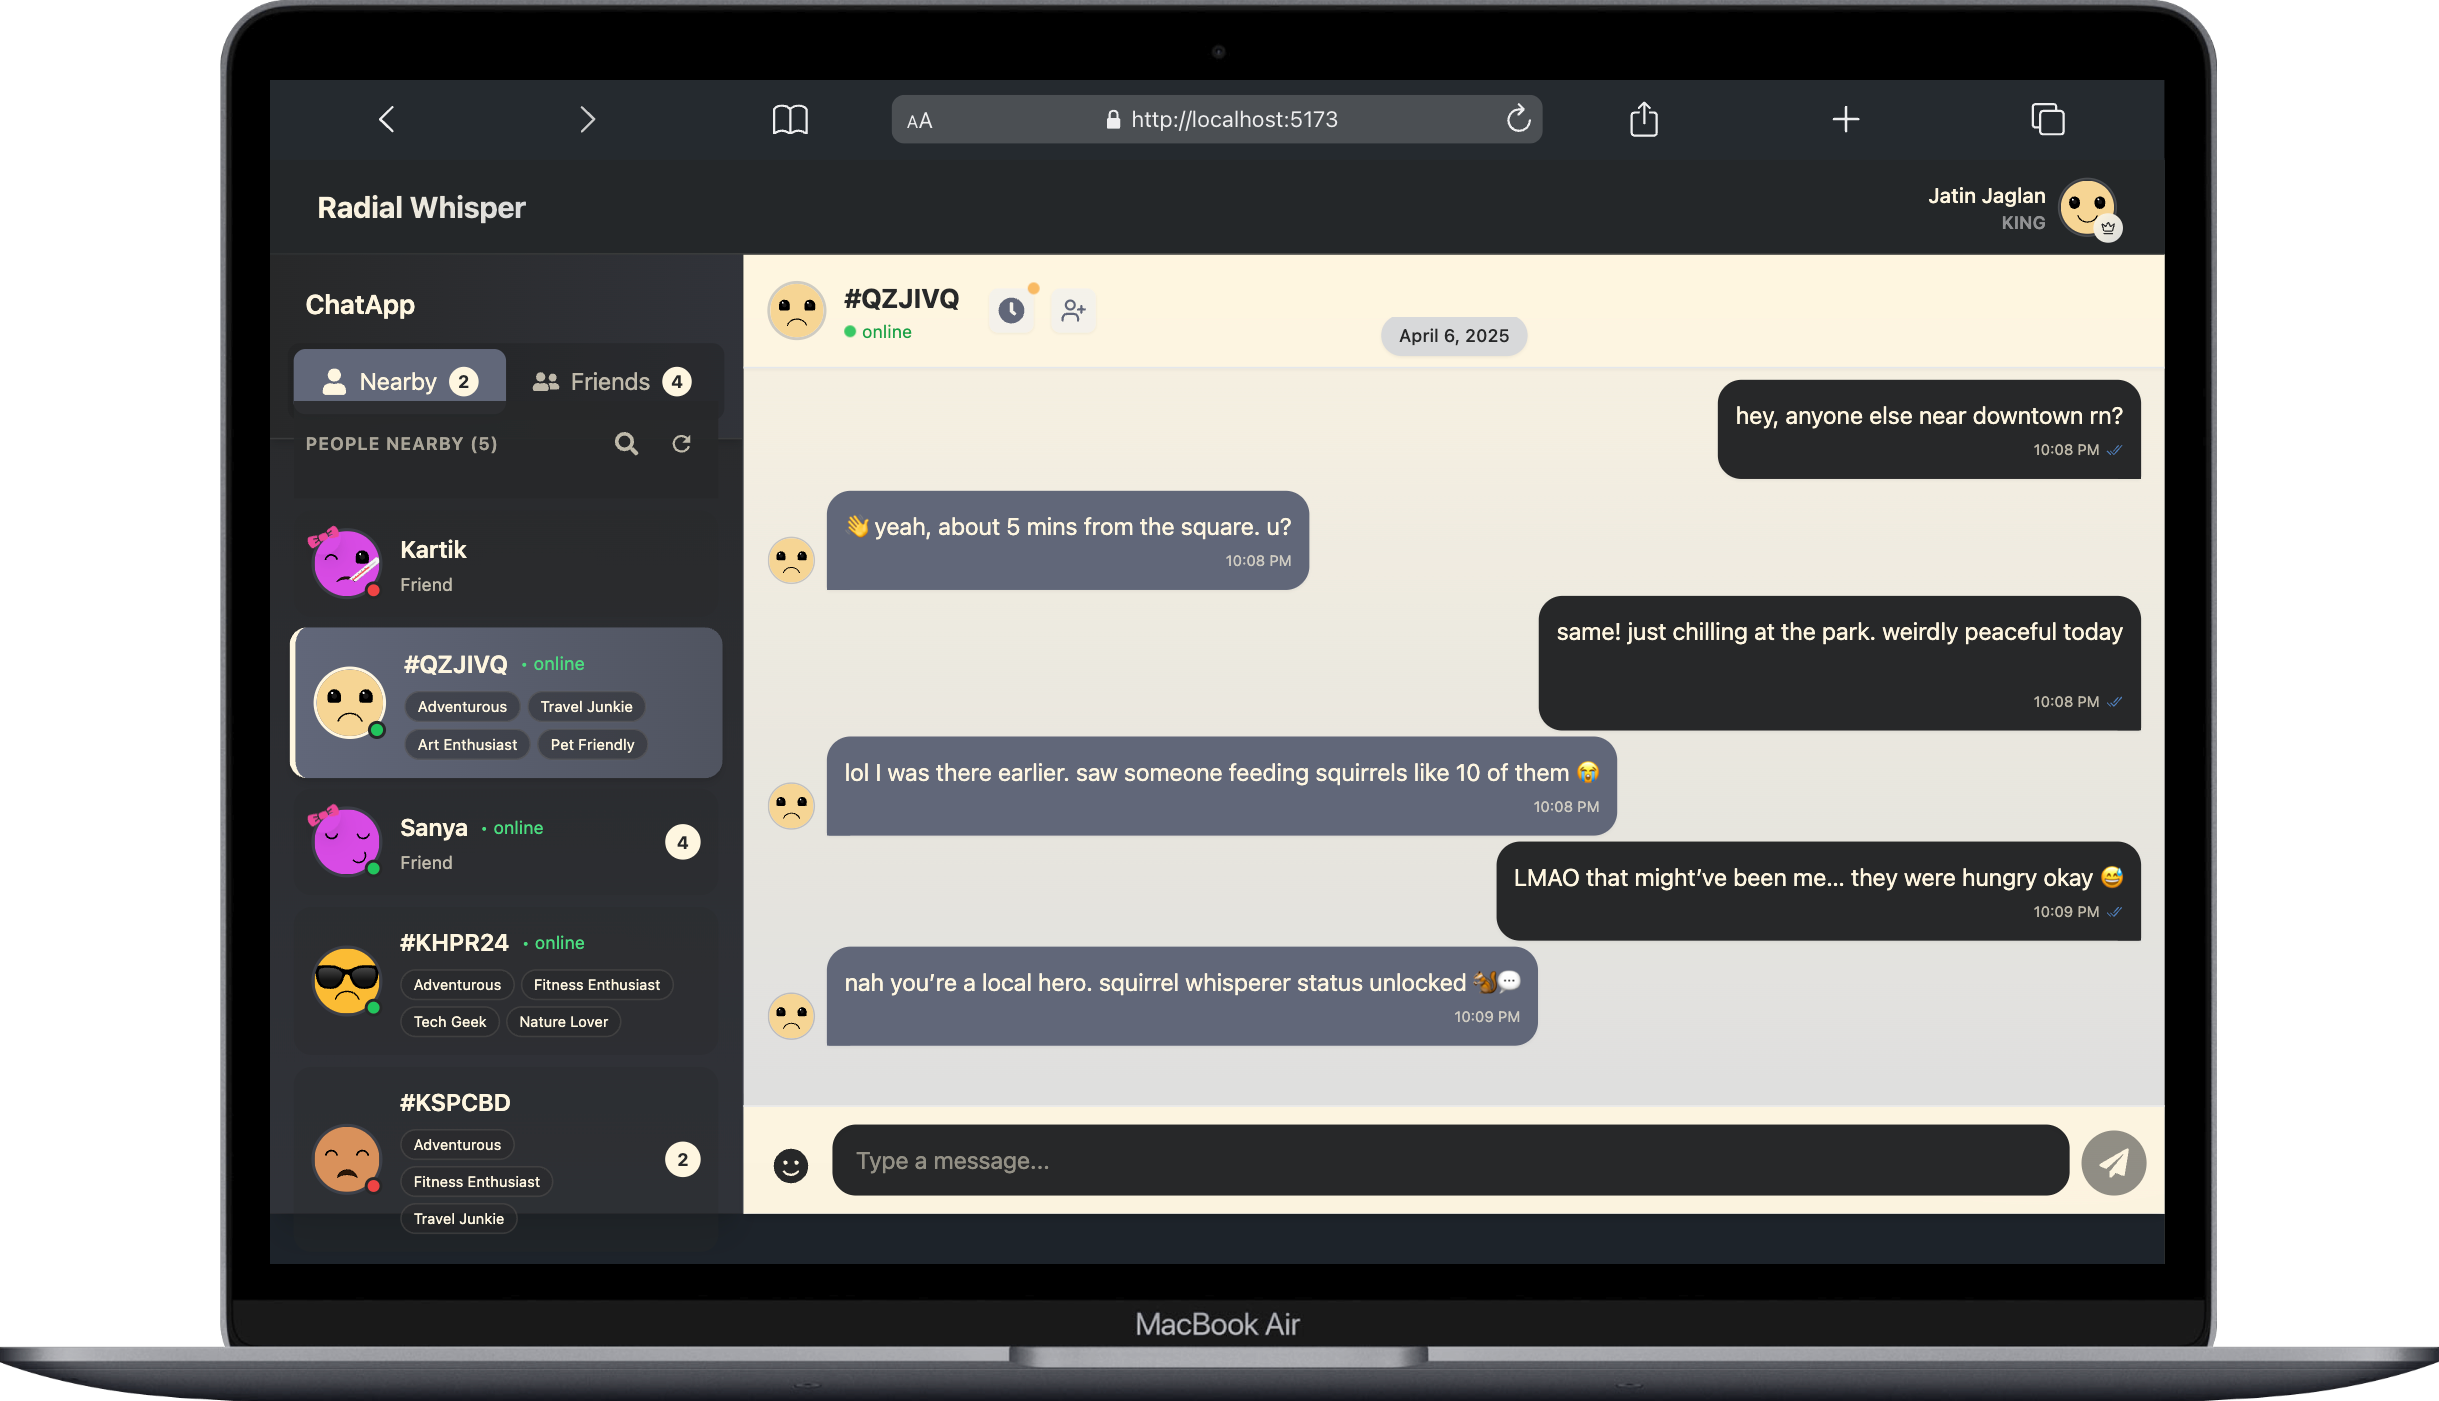 AA
http://localhost:5173
Radial Whisper
Jatin Jaglan
KING
ChatApp
Nearby 2
Friends 4
PEOPLE NEARBY (5)
Kartik
Friend
#QZJIVQ • online
Adventurous
Travel Junkie
Art Enthusiast
Pet Friendly
Sanya • online
Friend
4
#KHPR24 • online
Adventurous
Fitness Enthusiast
Tech Geek
Nature Lover
#KSPCBD
Adventurous
Fitness Enthusiast
Travel Junkie
2
#QZJIVQ
online
April 6, 2025
hey, anyone else near downtown rn?
10:08 PM
👋 yeah, about 5 mins from the square. u?
10:08 PM
same! just chilling at the park. weirdly peaceful today
10:08 PM
lol I was there earlier. saw someone feeding squirrels like 10 of them 😭
10:08 PM
LMAO that might’ve been me... they were hungry okay 😅
10:09 PM
nah you’re a local hero. squirrel whisperer status unlocked 🐿️💬
10:09 PM
Type a message...
MacBook Air